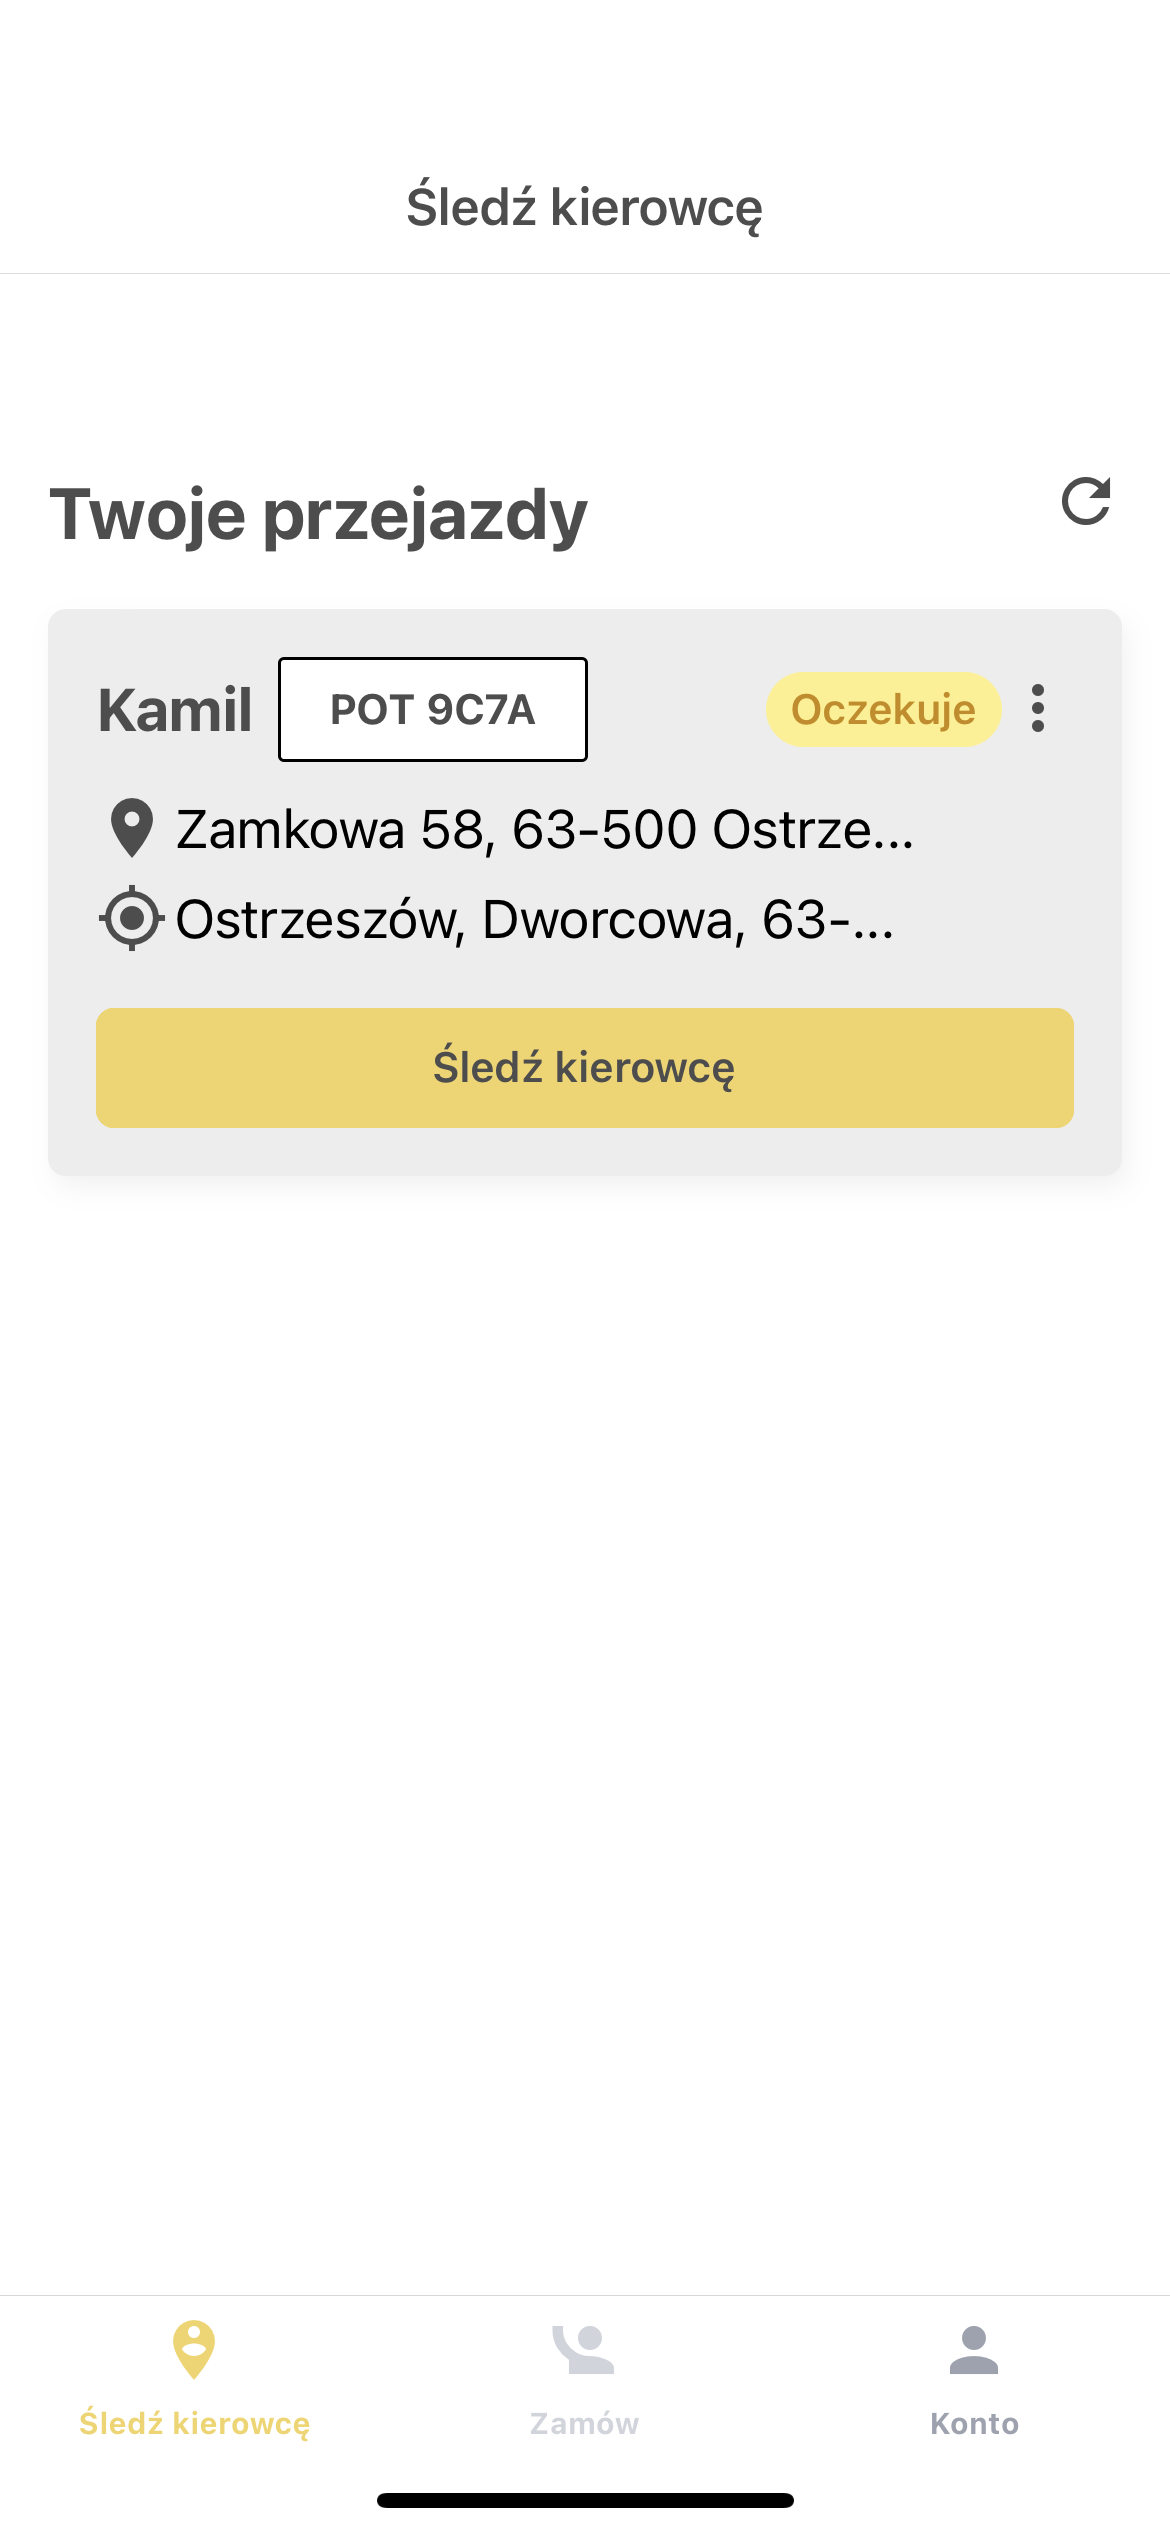 Śledź kierowcę
Twoje przejazdy
Kamil
POT 9C7A
Oczekuje
Zamkowa 58, 63-500 Ostrze...
Ostrzeszów, Dworcowa, 63-...
Śledź kierowcę
Śledź kierowcę
Zamów
Konto